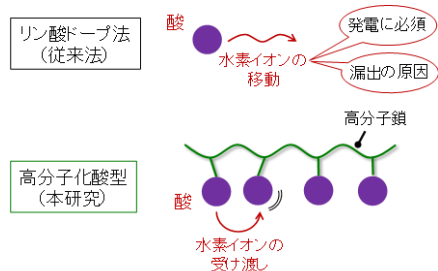 リン酸ドープ法
(従来法)
酸
水素イオンの
移動
発電に必須
漏出の原因
高分子鎖
高分子化酸型
(本研究)
酸
水素イオンの
受け渡し